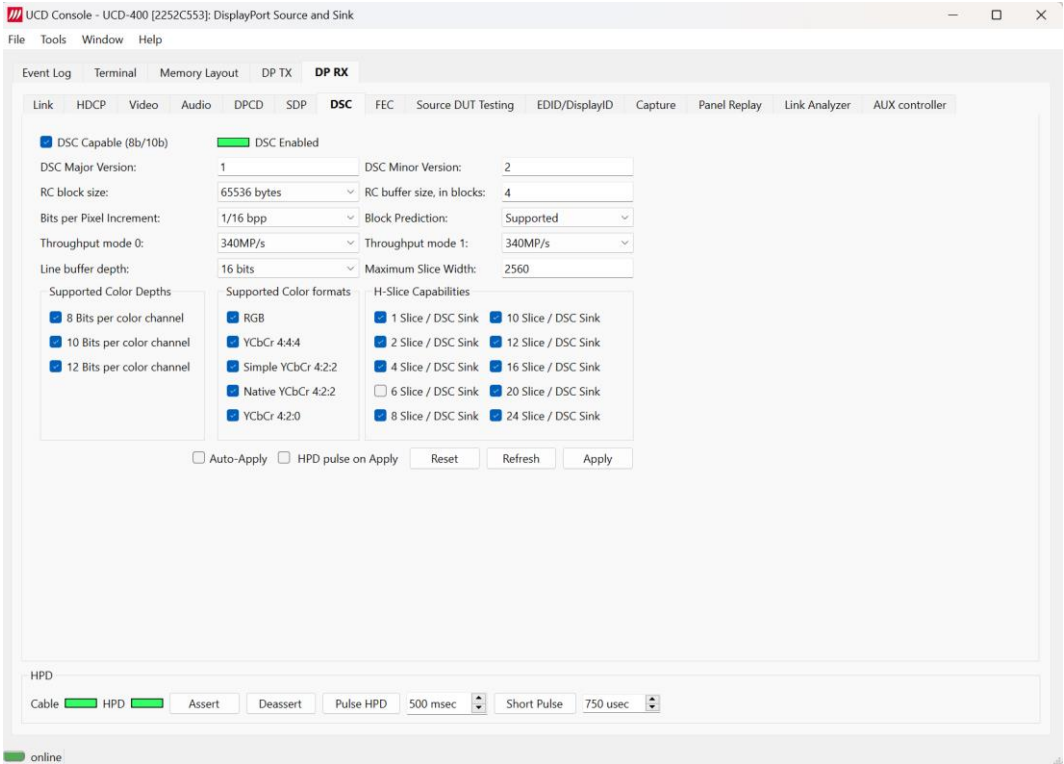 UCD Console - UCD-400 [2252C553]: DisplayPort Source and Sink
File Tools Window Help
Event Log Terminal Memory Layout DP TX DP RX
Link HDCP Video Audio DPCD SDP DSC FEC Source DUT Testing EDID/DisplayID Capture Panel Replay Link Analyzer AUX controller
DSC Capable (8b/10b) DSC Enabled
DSC Major Version: 1 DSC Minor Version: 2
RC block size: 65536 bytes RC buffer size, in blocks: 4
Bits per Pixel Increment: 1/16 bpp Block Prediction: Supported
Throughput mode 0: 340MP/s Throughput mode 1: 340MP/s
Line buffer depth: 16 bits Maximum Slice Width: 2560
Supported Color Depths Supported Color formats H-Slice Capabilities
8 Bits per color channel RGB 1 Slice / DSC Sink 10 Slice / DSC Sink
10 Bits per color channel YCbCr 4:4:4 2 Slice / DSC Sink 12 Slice / DSC Sink
12 Bits per color channel Simple YCbCr 4:2:2 4 Slice / DSC Sink 16 Slice / DSC Sink
Native YCbCr 4:2:2 6 Slice / DSC Sink 20 Slice / DSC Sink
YCbCr 4:2:0 8 Slice / DSC Sink 24 Slice / DSC Sink
Auto-Apply HPD pulse on Apply Reset Refresh Apply
HPD
Cable HPD Assert Deassert Pulse HPD 500 msec Short Pulse 750 usec
online